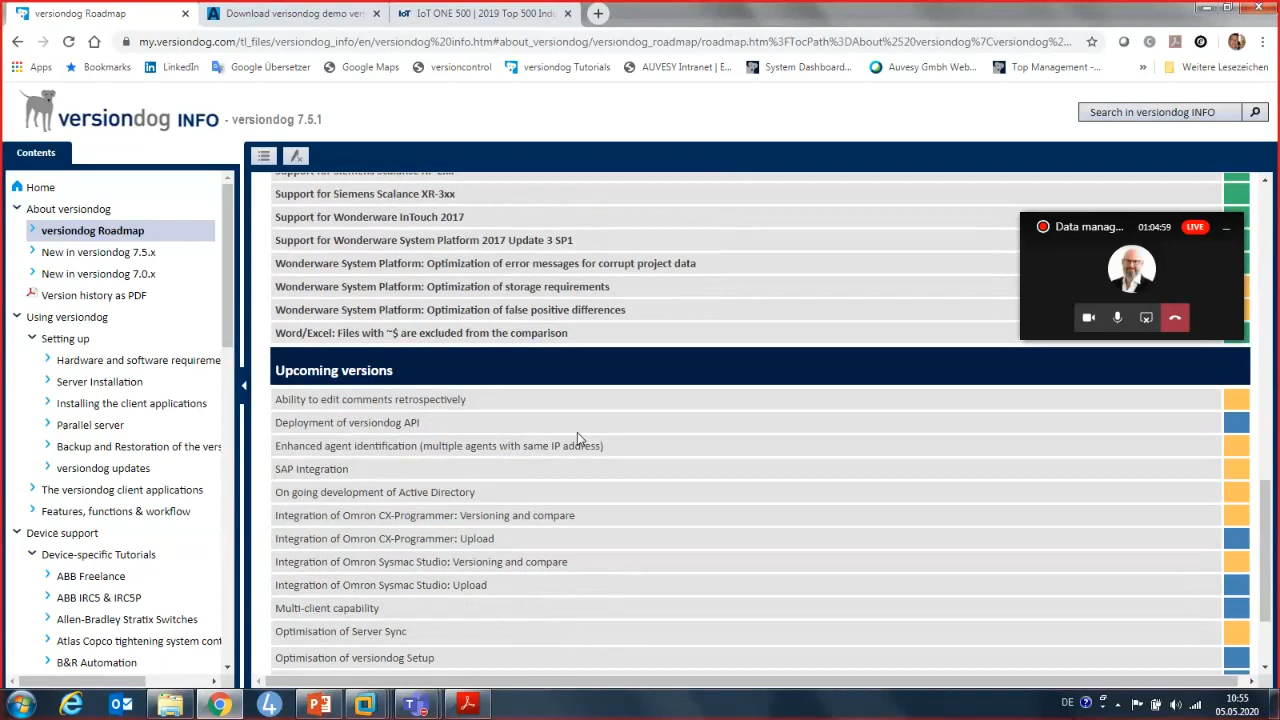 versiondog Roadmap
Download verisondog demo ver
IoT IoT ONE 500 | 2019 Top 500 Ind
my.versiondog.com/tl_files/versiondog_info/en/versiondog%20info.htm#about_versiondog/versiondog_roadmap/roadmap.htm%3FTocPath%3DAbout%2520versiondog%7Cversiondog%2...
Apps
Bookmarks
LinkedIn
Google Übersetzer
Google Maps
versioncontrol
versiondog Tutorials
AUVESY Intranet | E...
System Dashboard...
Auvesy Gmbh Web...
Top Management -...
»
Weitere Lesezeichen
versiondog INFO - versiondog 7.5.1
Search in versiondog INFO
Contents
Home
About versiondog
versiondog Roadmap
New in versiondog 7.5.x
New in versiondog 7.0.x
Version history as PDF
Using versiondog
Setting up
Hardware and software requireme
Server Installation
Installing the client applications
Parallel server
Backup and Restoration of the vers
versiondog updates
The versiondog client applications
Features, functions & workflow
Device support
Device-specific Tutorials
ABB Freelance
ABB IRC5 & IRC5P
Allen-Bradley Stratix Switches
Atlas Copco tightening system cont
B&R Automation
Support for Siemens Scalance XR-3xx
Support for Wonderware InTouch 2017
Support for Wonderware System Platform 2017 Update 3 SP1
Wonderware System Platform: Optimization of error messages for corrupt project data
Wonderware System Platform: Optimization of storage requirements
Wonderware System Platform: Optimization of false positive differences
Word/Excel: Files with ~$ are excluded from the comparison
Upcoming versions
Ability to edit comments retrospectively
Deployment of versiondog API
Enhanced agent identification (multiple agents with same IP address)
SAP Integration
On going development of Active Directory
Integration of Omron CX-Programmer: Versioning and compare
Integration of Omron CX-Programmer: Upload
Integration of Omron Sysmac Studio: Versioning and compare
Integration of Omron Sysmac Studio: Upload
Multi-client capability
Optimisation of Server Sync
Optimisation of versiondog Setup
Data manag...
01:04:59
LIVE
DE
10:55
05.05.2020